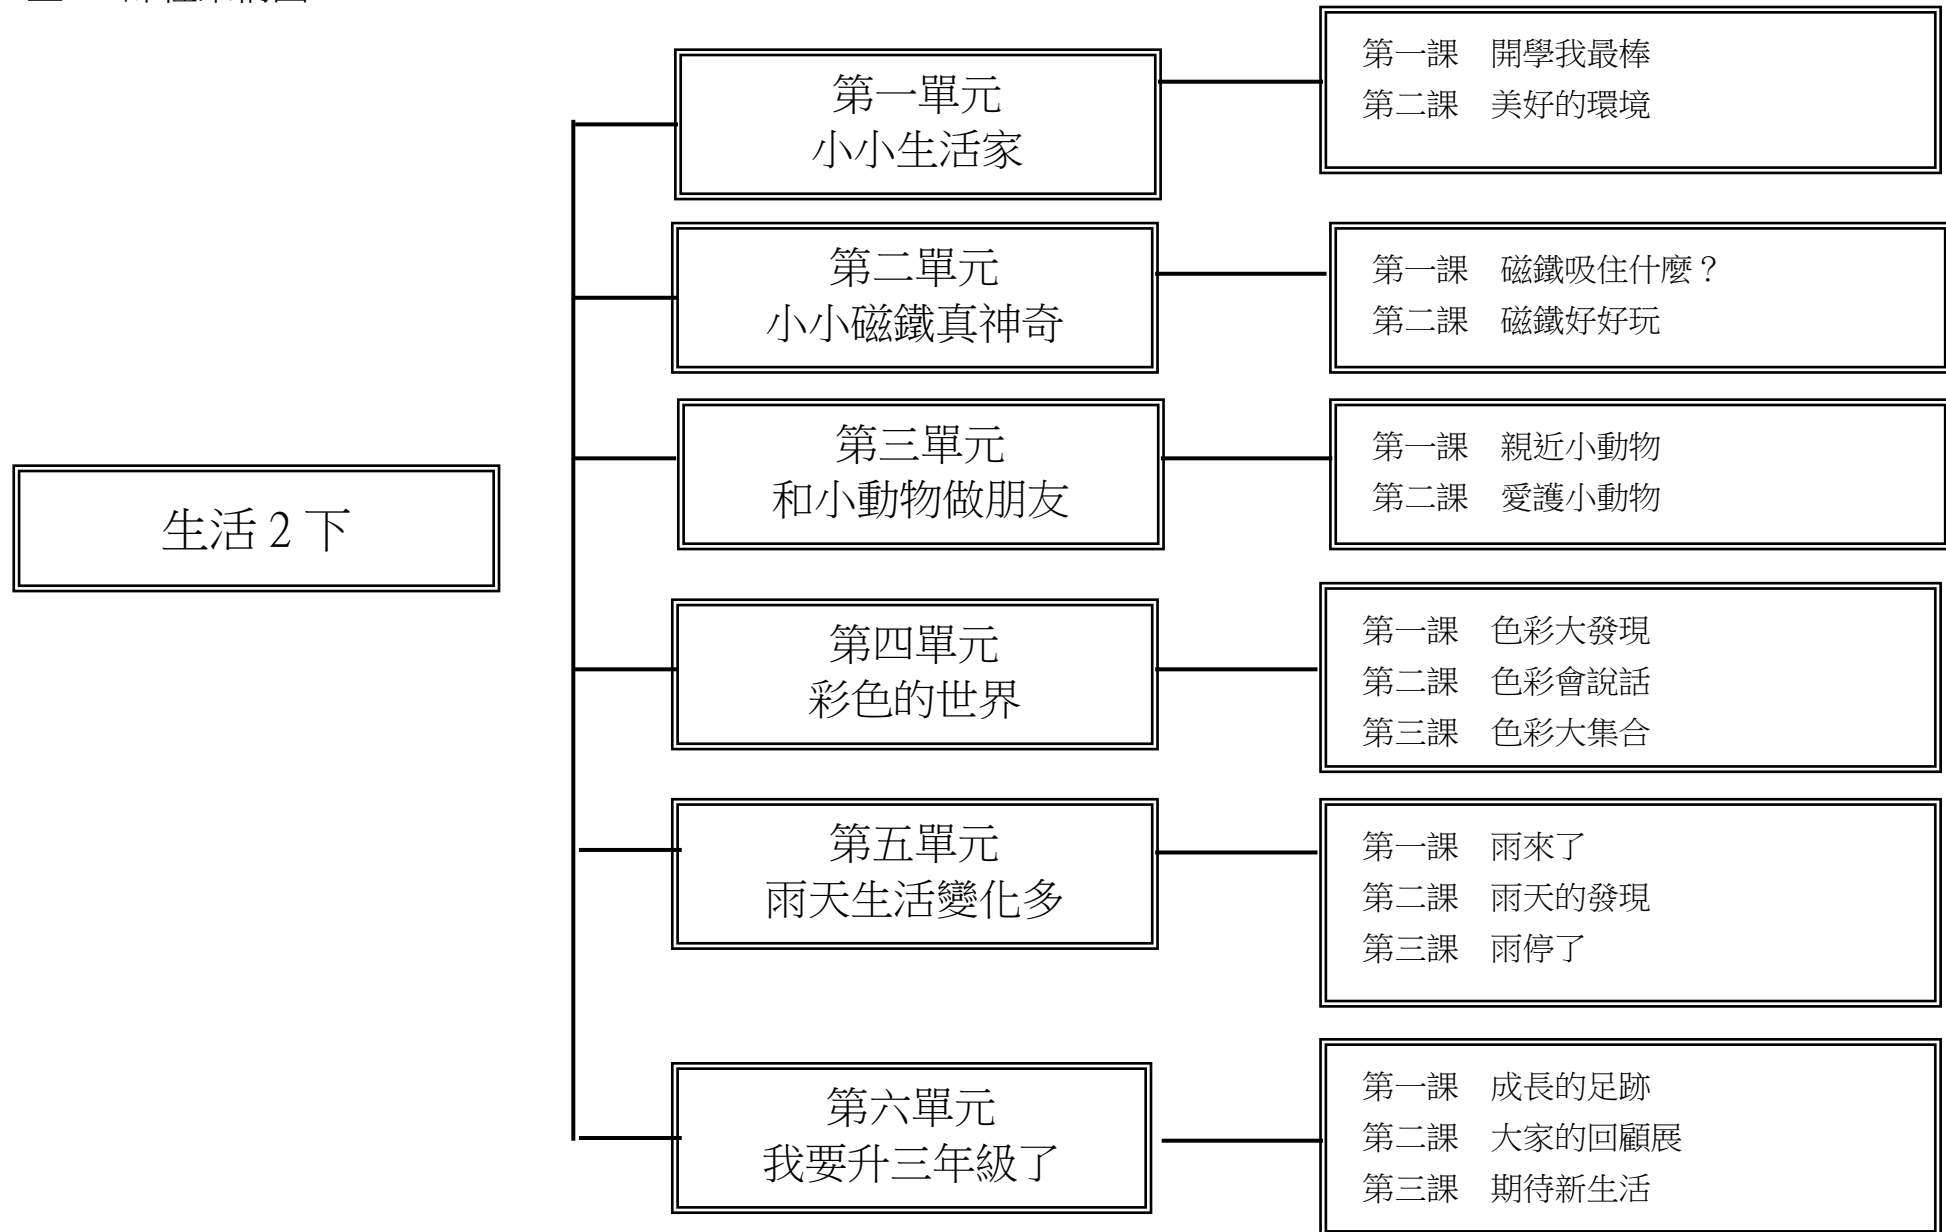 生活 2 下
第一單元
小小生活家
第一課　開學我最棒
第二課　美好的環境
第二單元
小小磁鐵真神奇
第一課　磁鐵吸住什麼？
第二課　磁鐵好好玩
第三單元
和小動物做朋友
第一課　親近小動物
第二課　愛護小動物
第四單元
彩色的世界
第一課　色彩大發現
第二課　色彩會說話
第三課　色彩大集合
第五單元
雨天生活變化多
第一課　雨來了
第二課　雨天的發現
第三課　雨停了
第六單元
我要升三年級了
第一課　成長的足跡
第二課　大家的回顧展
第三課　期待新生活